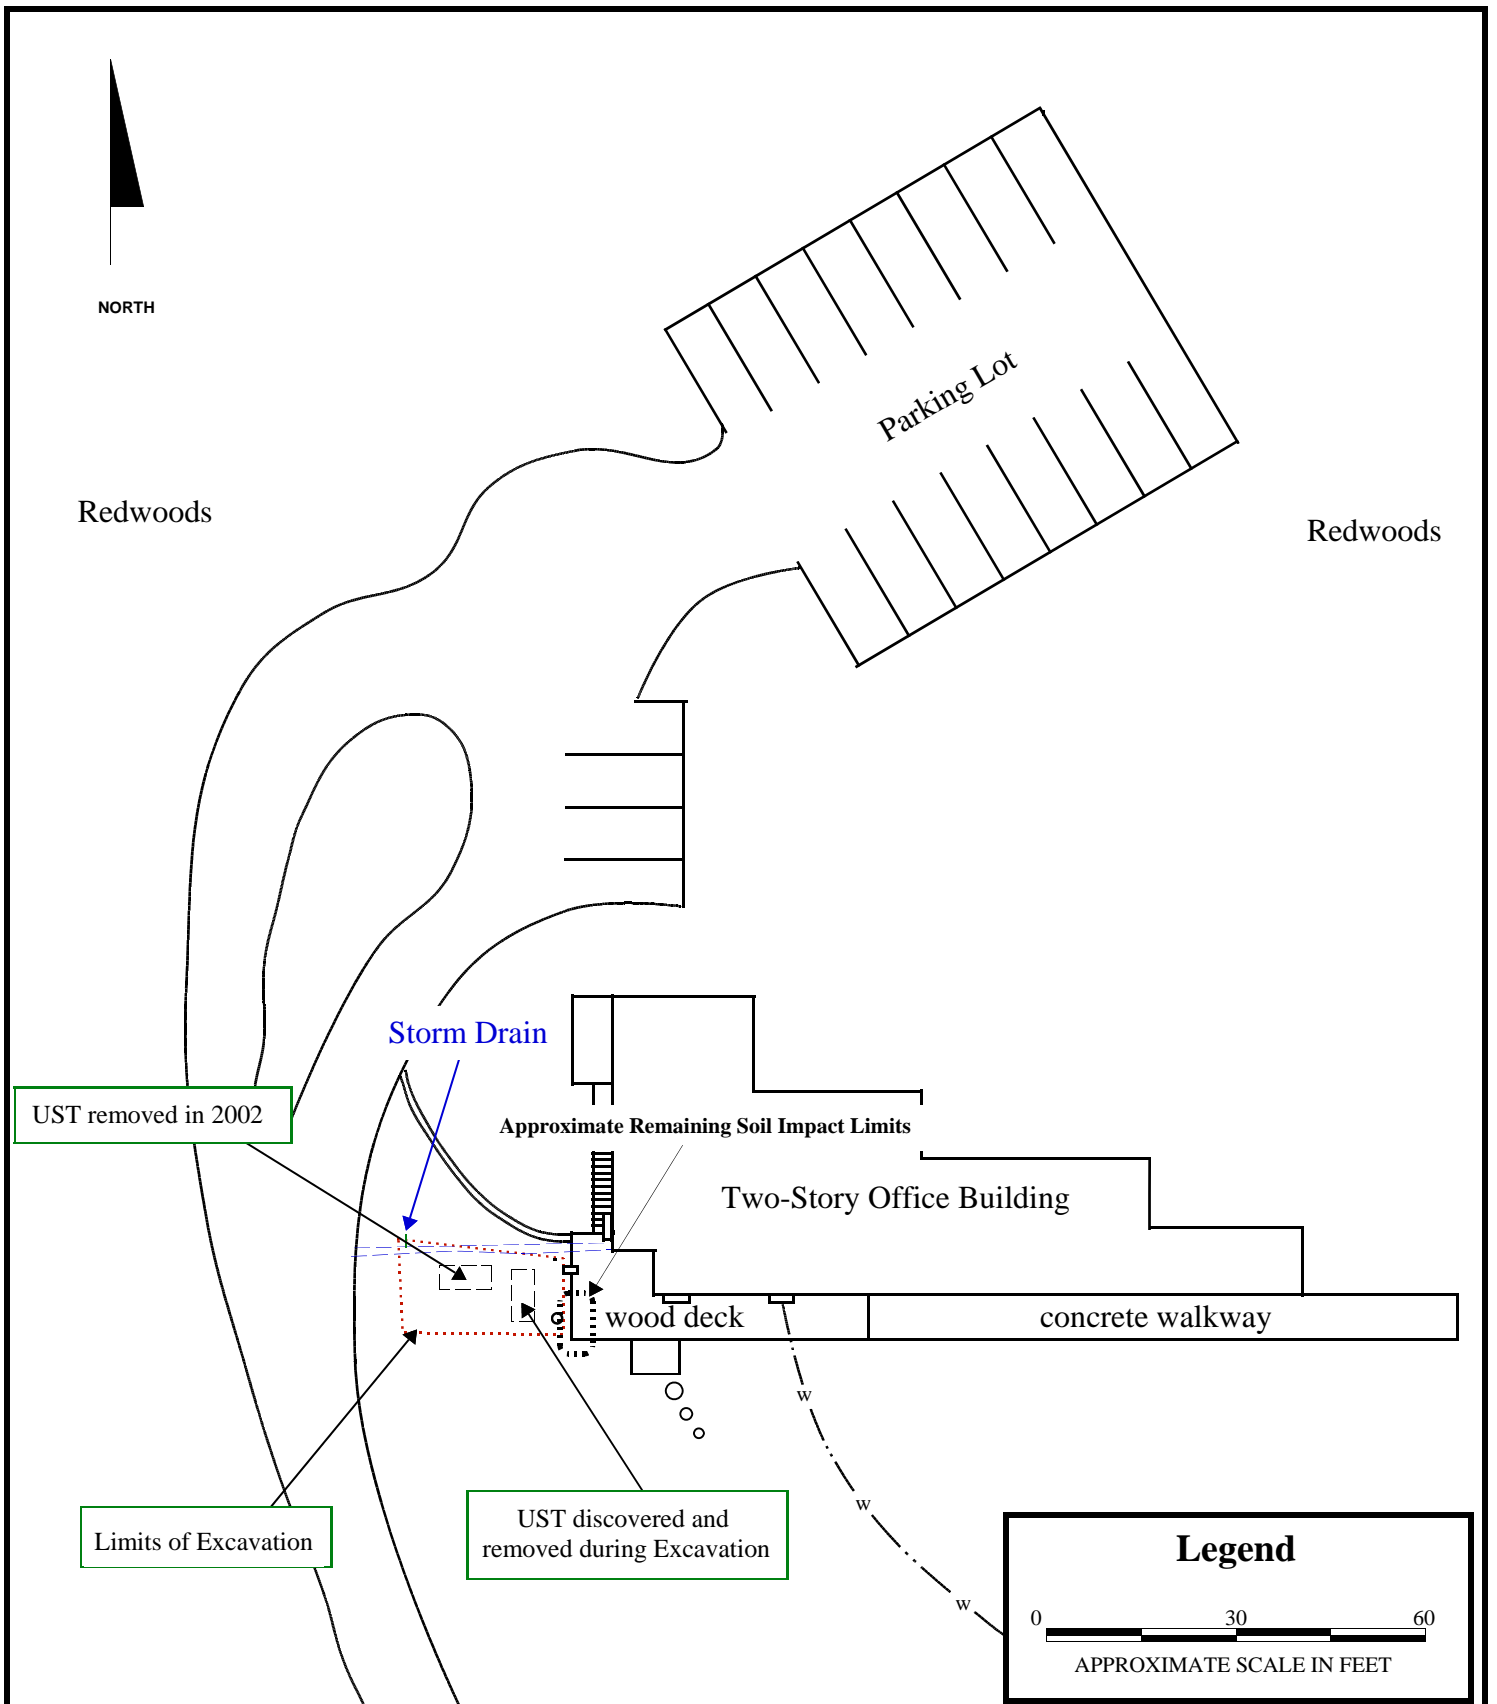 NORTH
Parking Lot
Redwoods
Redwoods
Storm Drain
UST removed in 2002
Approximate Remaining Soil Impact Limits
Two-Story Office Building
wood deck
concrete walkway
w
w
w
Limits of Excavation
UST discovered and
removed during Excavation
Legend
0 30 60
APPROXIMATE SCALE IN FEET